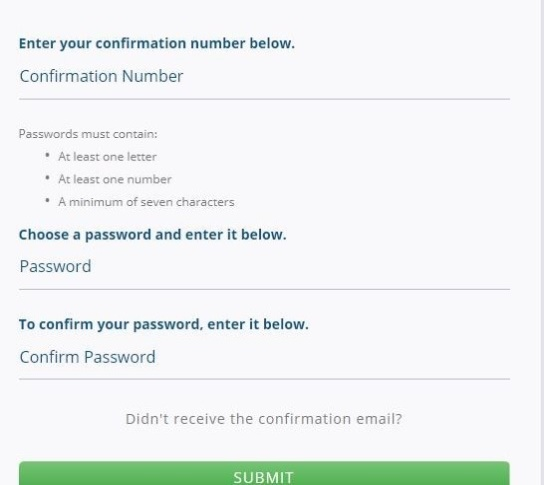 Enter your confirmation number below.
Confirmation Number
Passwords must contain:
• At least one letter
• At least one number
• A minimum of seven characters
Choose a password and enter it below.
Password
To confirm your password, enter it below.
Confirm Password
Didn't receive the confirmation email?
SUBMIT